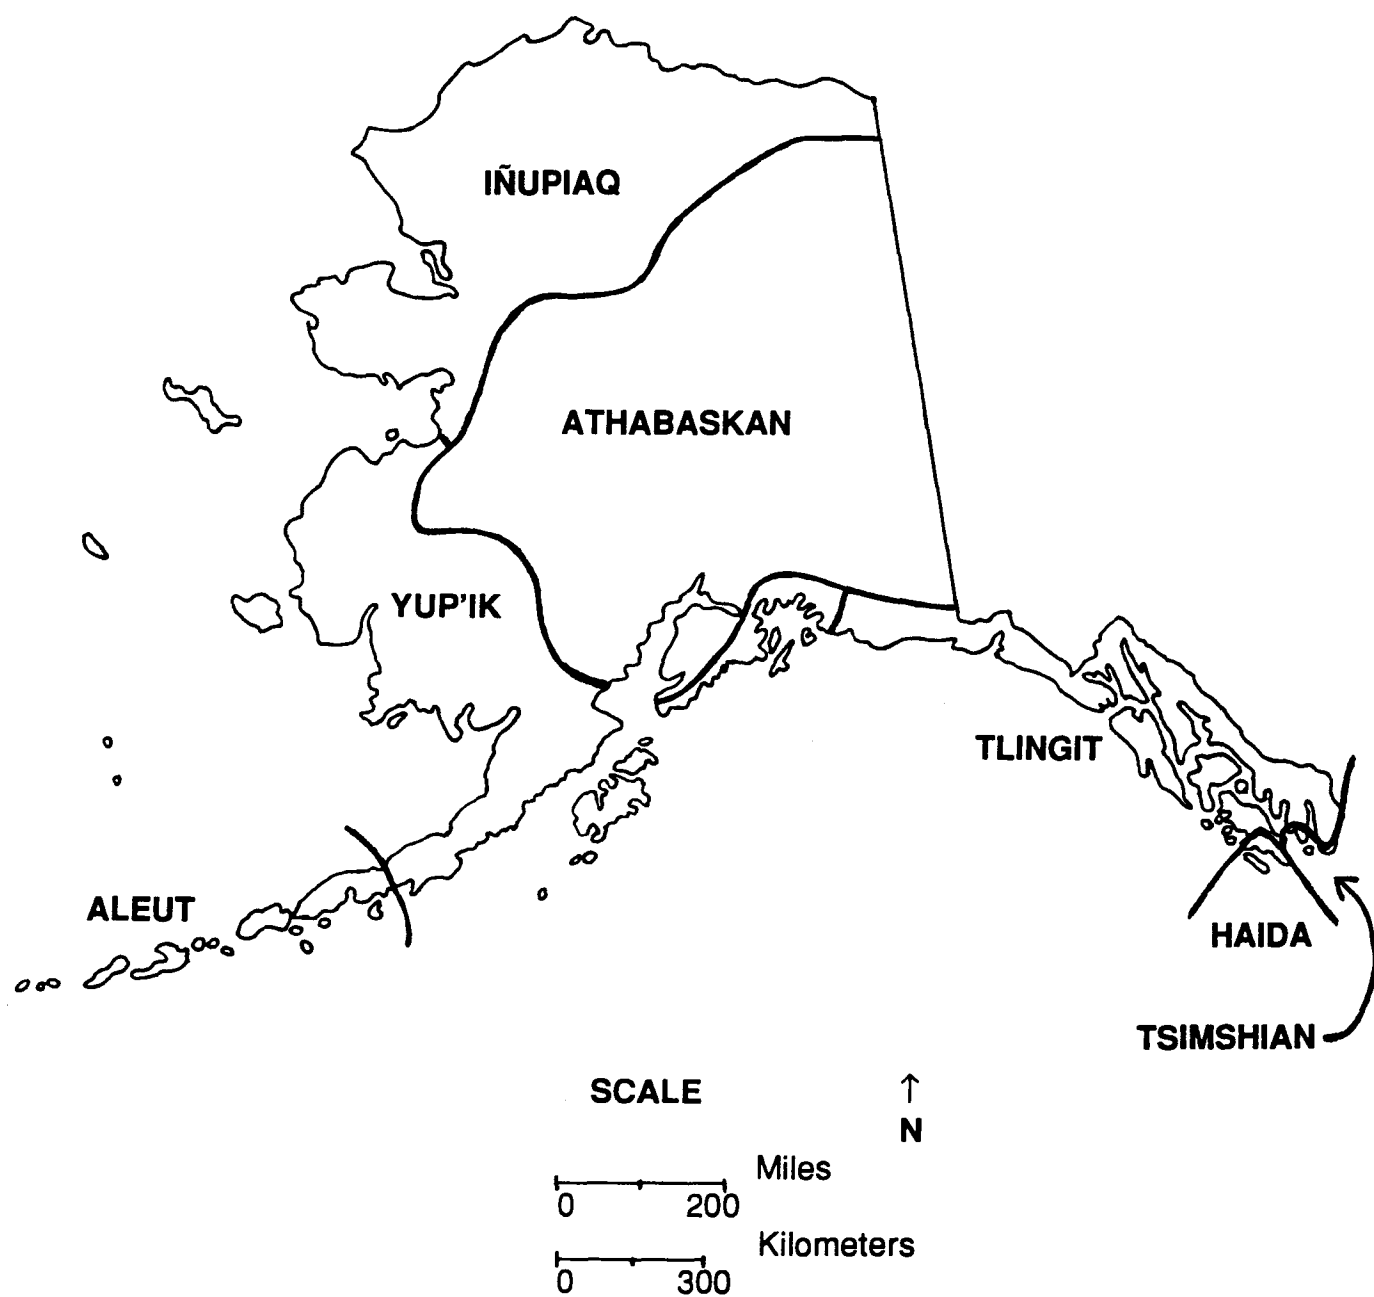 IÑUPIAQ
ATHABASKAN
YUP'IK
TLINGIT
ALEUT
HAIDA
TSIMSHIAN
SCALE
↑
N
Miles
0 200
Kilometers
0 300